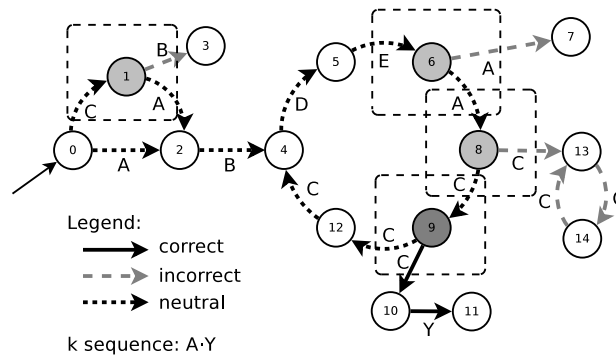 6
7
3
B
5
E
1
A
C
A
D
A
0
2
4
8
13
A
B
C
C
C
C
C
14
Legend:
12
C
9
C
correct
incorrect
10
11
neutral
Y
k sequence: A·Y